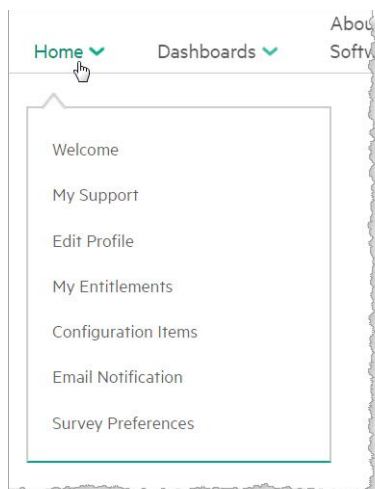 Home
Dashboards
Welcome
My Support
Edit Profile
My Entitlements
Configuration Items
Email Notification
Survey Preferences